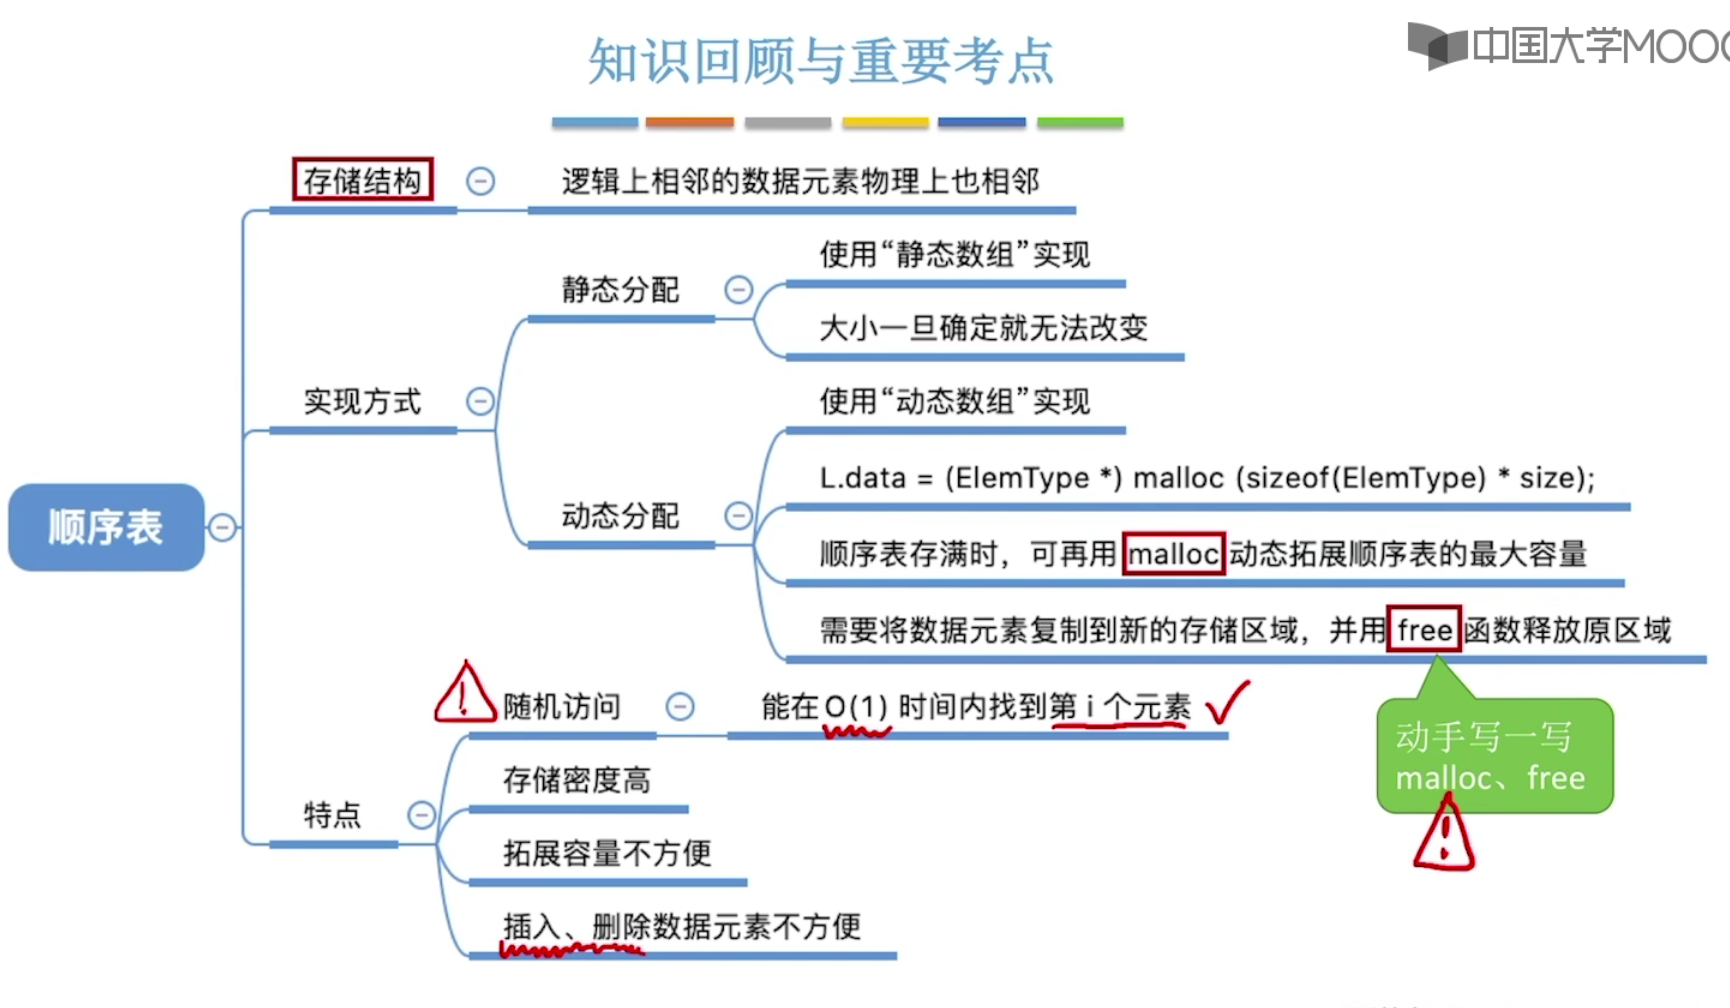 知识回顾与重要考点
中国大学MOOC
存储结构
逻辑上相邻的数据元素物理上也相邻
使用“静态数组”实现
静态分配
大小一旦确定就无法改变
实现方式
使用“动态数组”实现
L.data = (ElemType *) malloc (sizeof(ElemType) * size);
动态分配
顺序表
顺序表存满时，可再用 malloc 动态拓展顺序表的最大容量
需要将数据元素复制到新的存储区域，并用 free 函数释放原区域
随机访问
能在 O(1) 时间内找到第 i 个元素
动手写一写
malloc、free
存储密度高
特点
拓展容量不方便
插入、删除数据元素不方便